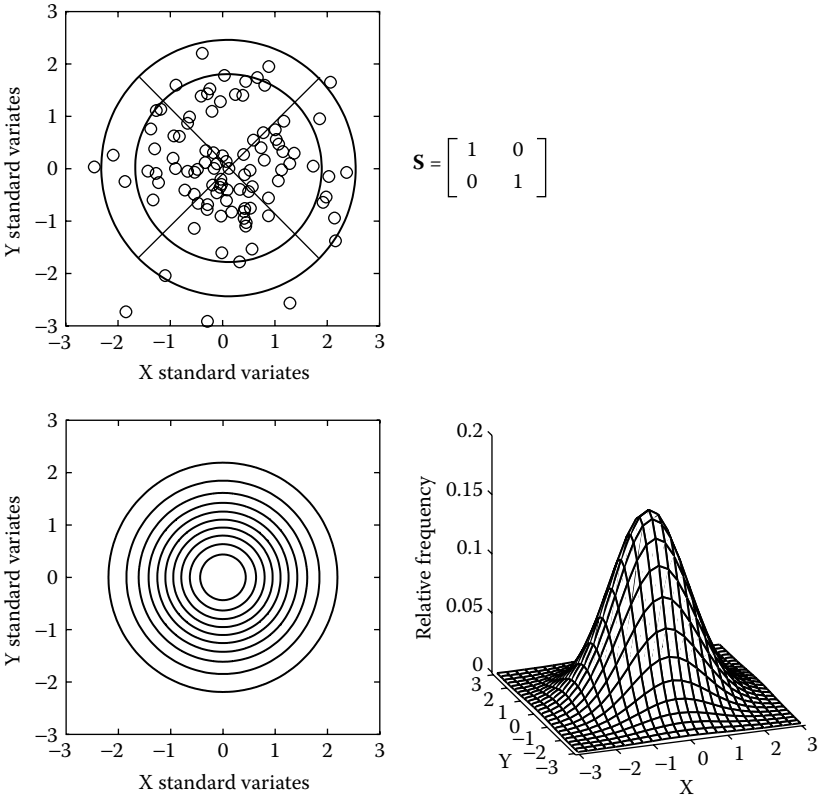 3
2
1
0
−1
−2
−3
Y standard variates
−3 −2 −1 0 1 2 3
X standard variates
S = [ 1 0
0 1 ]
3
2
1
0
−1
−2
−3
Y standard variates
−3 −2 −1 0 1 2 3
X standard variates
0.2
0.15
0.1
0.05
0
Relative frequency
3
2
1
0
−1
−2
−3
Y
−3 −2 −1 0 1 2 3
X